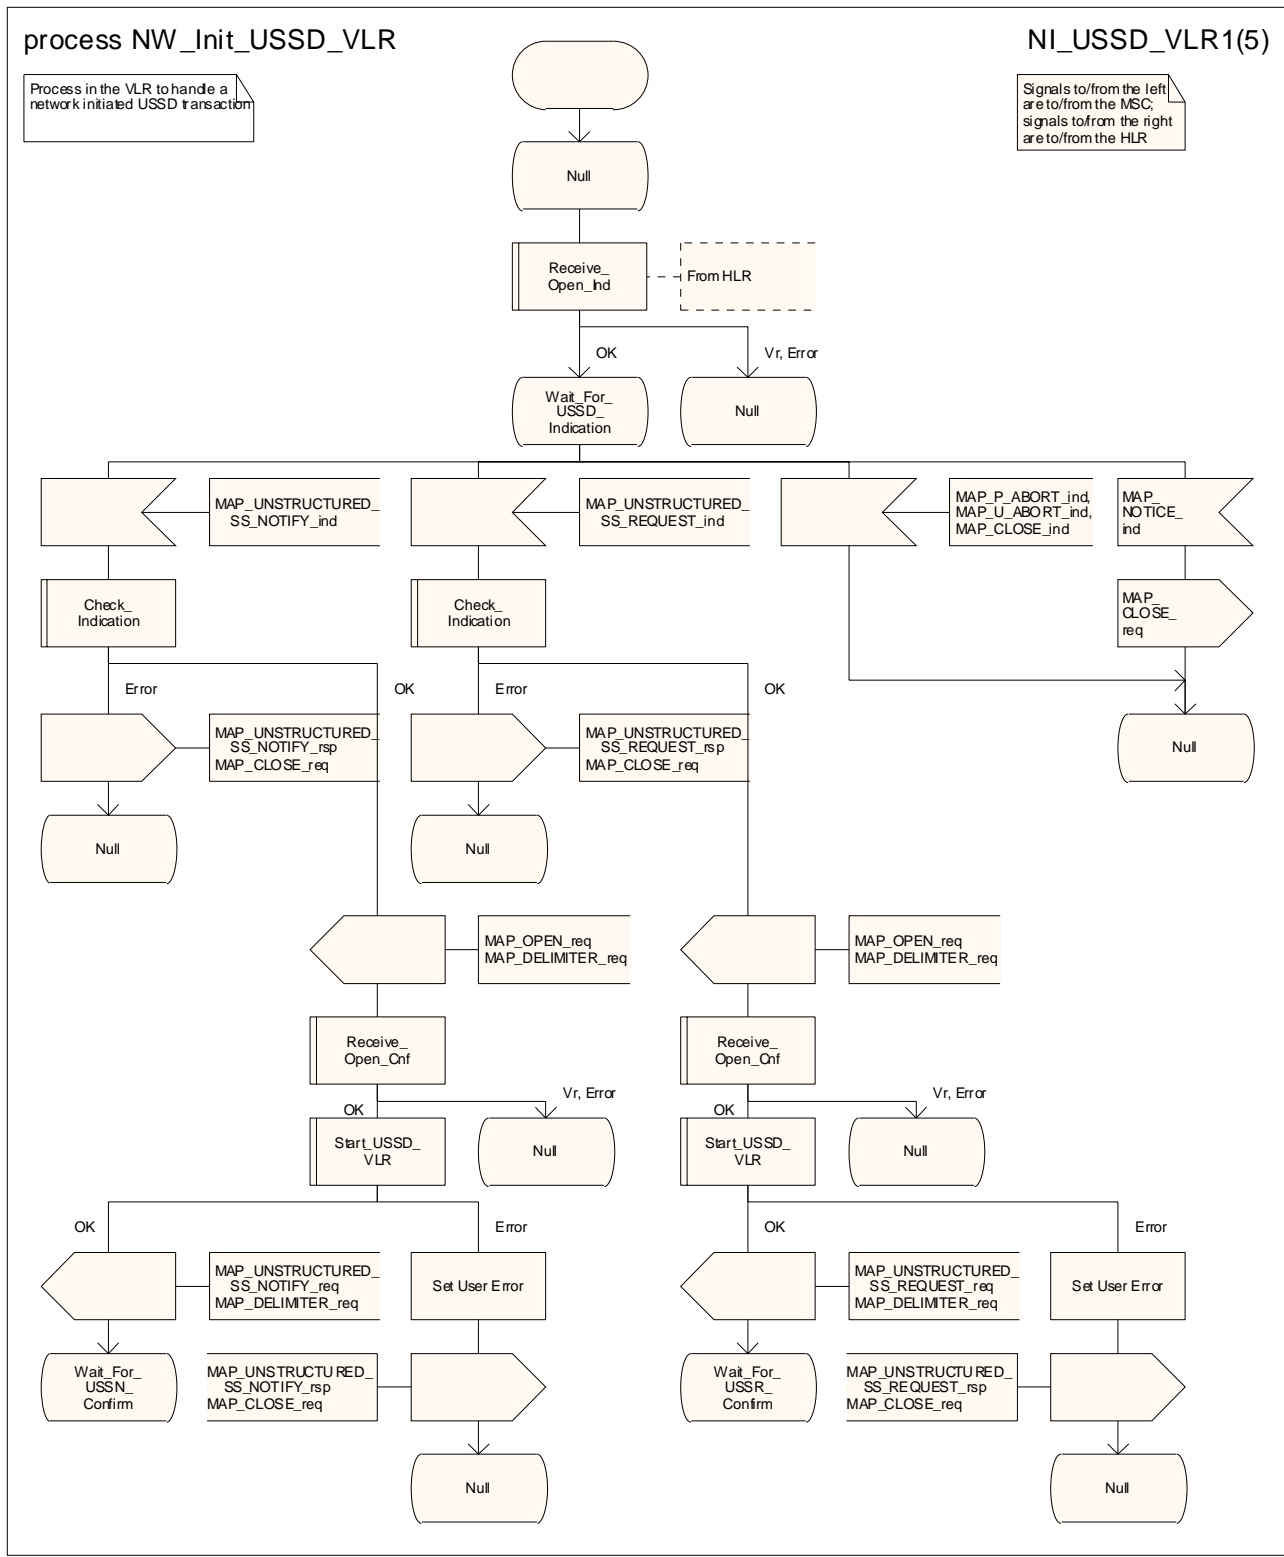 process NW_Init_USSD_VLR
NI_USSD_VLR1(5)
Process in the VLR to handle a
network initiated USSD transaction
Signals to/from the left
are to/from the MSC;
signals to/from the right
are to/from the HLR
Null
Receive_
Open_Ind
From HLR
OK
Vr, Error
Wait_For_
USSD_
Indication
Null
MAP_UNSTRUCTURED_
SS_NOTIFY_ind
MAP_UNSTRUCTURED_
SS_REQUEST_ind
MAP_P_ABORT_ind,
MAP_U_ABORT_ind,
MAP_CLOSE_ind
MAP_
NOTICE_
ind
Check_
Indication
Check_
Indication
MAP_
CLOSE_
req
Error
OK
Error
OK
MAP_UNSTRUCTURED_
SS_NOTIFY_rsp
MAP_CLOSE_req
MAP_UNSTRUCTURED_
SS_REQUEST_rsp
MAP_CLOSE_req
Null
Null
Null
MAP_OPEN_req
MAP_DELIMITER_req
MAP_OPEN_req
MAP_DELIMITER_req
Receive_
Open_Cnf
Receive_
Open_Cnf
OK
Vr, Error
OK
Vr, Error
Start_USSD_
VLR
Null
Start_USSD_
VLR
Null
OK
Error
OK
Error
MAP_UNSTRUCTURED_
SS_NOTIFY_req
MAP_DELIMITER_req
Set User Error
MAP_UNSTRUCTURED_
SS_REQUEST_req
MAP_DELIMITER_req
Set User Error
Wait_For_
USSN_
Confirm
MAP_UNSTRUCTURED_
SS_NOTIFY_rsp
MAP_CLOSE_req
Wait_For_
USSR_
Confirm
MAP_UNSTRUCTURED_
SS_REQUEST_rsp
MAP_CLOSE_req
Null
Null